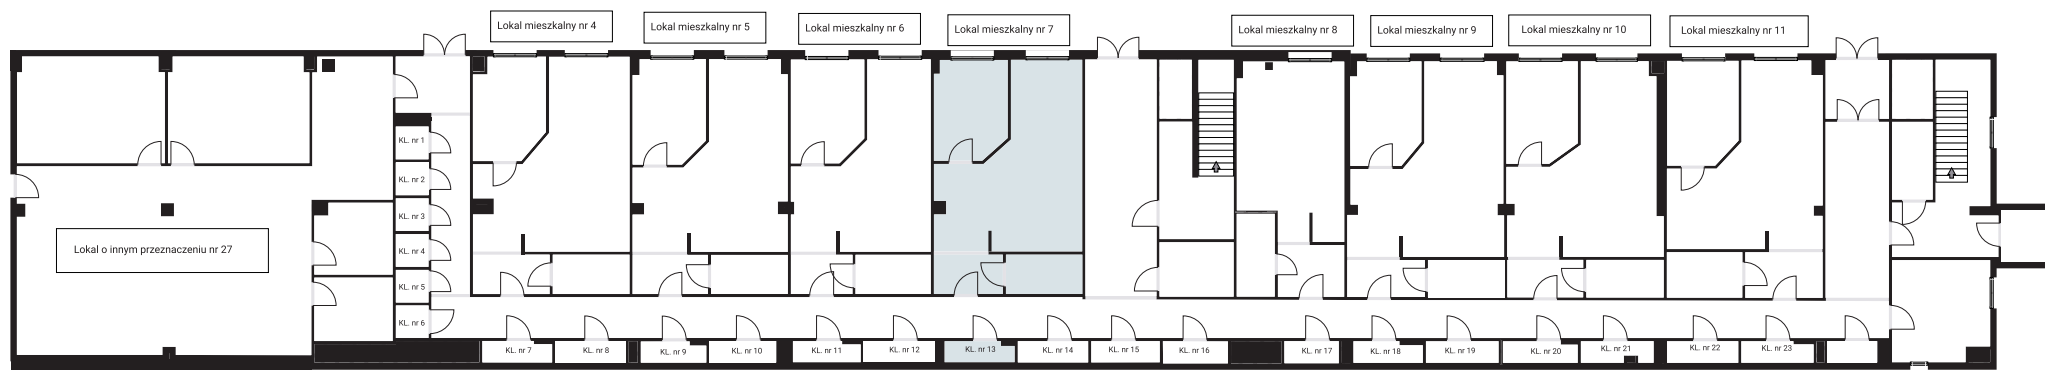 Lokal mieszkalny nr 4
Lokal mieszkalny nr 5
Lokal mieszkalny nr 6
Lokal mieszkalny nr 7
Lokal mieszkalny nr 8
Lokal mieszkalny nr 9
Lokal mieszkalny nr 10
Lokal mieszkalny nr 11
KL. nr 1
KL. nr 2
KL. nr 3
KL. nr 4
KL. nr 5
KL. nr 6
Lokal o innym przeznaczeniu nr 27
KL. nr 7
KL. nr 8
KL. nr 9
KL. nr 10
KL. nr 11
KL. nr 12
KL. nr 13
KL. nr 14
KL. nr 15
KL. nr 16
KL. nr 17
KL. nr 18
KL. nr 19
KL. nr 20
KL. nr 21
KL. nr 22
KL. nr 23